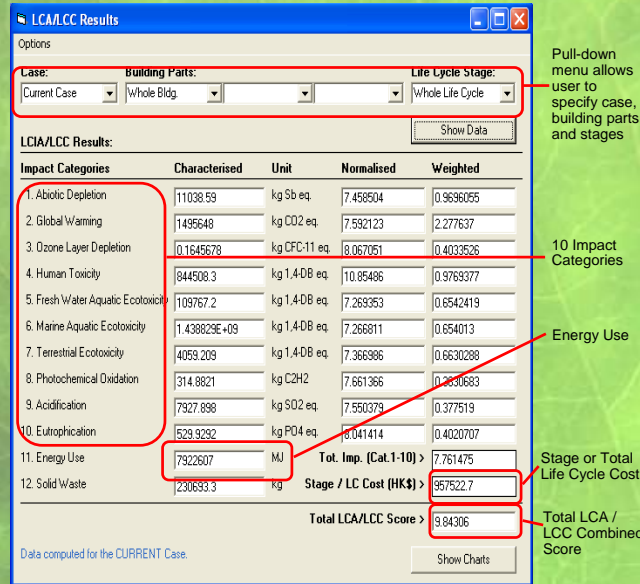 LCA/LCC Results
Options
Case: Building Parts: Life Cycle Stage:
Current Case Whole Bldg. Whole Life Cycle
Show Data
LCIA/LCC Results:
Impact Categories Characterised Unit Normalised Weighted
1. Abiotic Depletion 11038.59 kg Sb eq. 7.458504 0.9696055
2. Global Warming 1495648 kg CO2 eq. 7.592123 2.277637
3. Ozone Layer Depletion 0.1645678 kg CFC-11 eq. 8.067051 0.4033526
4. Human Toxicity 844508.3 kg 1,4-DB eq. 10.85486 0.9769377
5. Fresh Water Aquatic Ecotoxicity 109767.2 kg 1,4-DB eq. 7.269353 0.6542419
6. Marine Aquatic Ecotoxicity 1.438829E+09 kg 1,4-DB eq. 7.266811 0.654013
7. Terrestrial Ecotoxicity 4059.209 kg 1,4-DB eq. 7.366986 0.6630288
8. Photochemical Oxidation 314.8821 kg C2H2 7.661366 0.3830683
9. Acidification 7927.898 kg SO2 eq. 7.550379 0.377519
10. Eutrophication 529.9292 kg PO4 eq. 8.041414 0.4020707
11. Energy Use 7922607 MJ Tot. Imp. (Cat.1-10) > 7.761475
12. Solid Waste 230693.3 kg Stage / LC Cost (HK$) > 957522.7
Total LCA/LCC Score > 9.84306
Data computed for the CURRENT Case.
Show Charts
Pull-down
menu allows
user to
specify case,
building parts
and stages
10 Impact
Categories
Energy Use
Stage or Total
Life Cycle Cost
Total LCA /
LCC Combined
Score